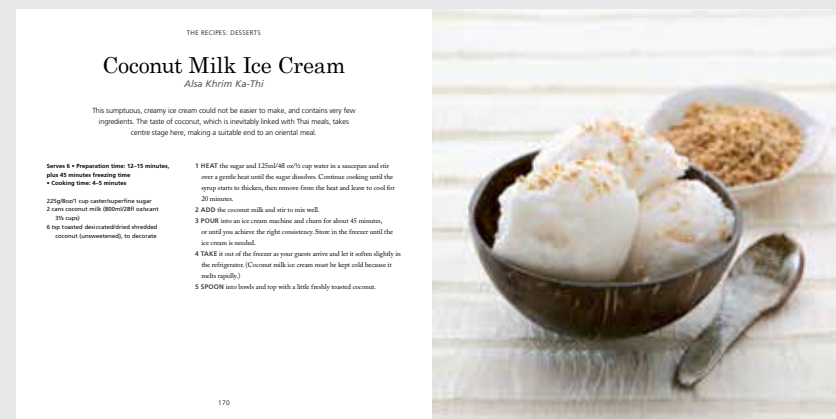 THE RECIPES: DESSERTS
Coconut Milk Ice Cream
Alsa Khrim Ka-Thi
This sumptuous, creamy ice cream could not be easier to make, and contains very few
ingredients. The taste of coconut, which is inevitably linked with Thai meals, takes
centre stage here, making a suitable end to an oriental meal.
Serves 6 • Preparation time: 12–15 minutes,
plus 45 minutes freezing time
• Cooking time: 4–5 minutes
225g/8oz/1 cup caster/superfine sugar
2 cans coconut milk (800ml/28fl oz/scant
3½ cups)
6 tsp toasted desiccated/dried shredded
coconut (unsweetened), to decorate
1 HEAT the sugar and 125ml/4fl oz/½ cup water in a saucepan and stir
over a gentle heat until the sugar dissolves. Continue cooking until the
syrup starts to thicken, then remove from the heat and leave to cool for
20 minutes.
2 ADD the coconut milk and stir to mix well.
3 POUR into an ice cream machine and churn for about 45 minutes,
or until you achieve the right consistency. Store in the freezer until the
ice cream is needed.
4 TAKE it out of the freezer as your guests arrive and let it soften slightly in
the refrigerator. (Coconut milk ice cream must be kept cold because it
melts rapidly.)
5 SPOON into bowls and top with a little freshly toasted coconut.
170